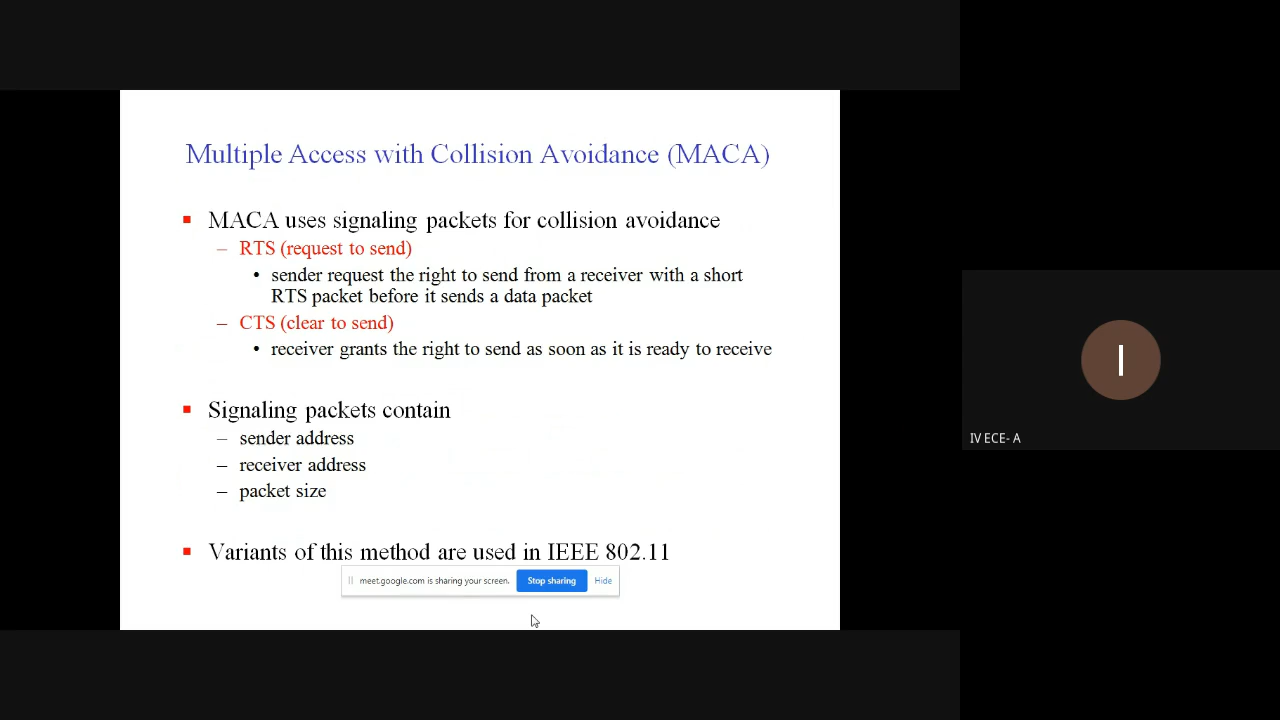 Multiple Access with Collision Avoidance (MACA)
MACA uses signaling packets for collision avoidance
– RTS (request to send)
• sender request the right to send from a receiver with a short
RTS packet before it sends a data packet
– CTS (clear to send)
• receiver grants the right to send as soon as it is ready to receive
Signaling packets contain
– sender address
– receiver address
– packet size
Variants of this method are used in IEEE 802.11
meet.google.com is sharing your screen. Stop sharing Hide
I
IV ECE- A